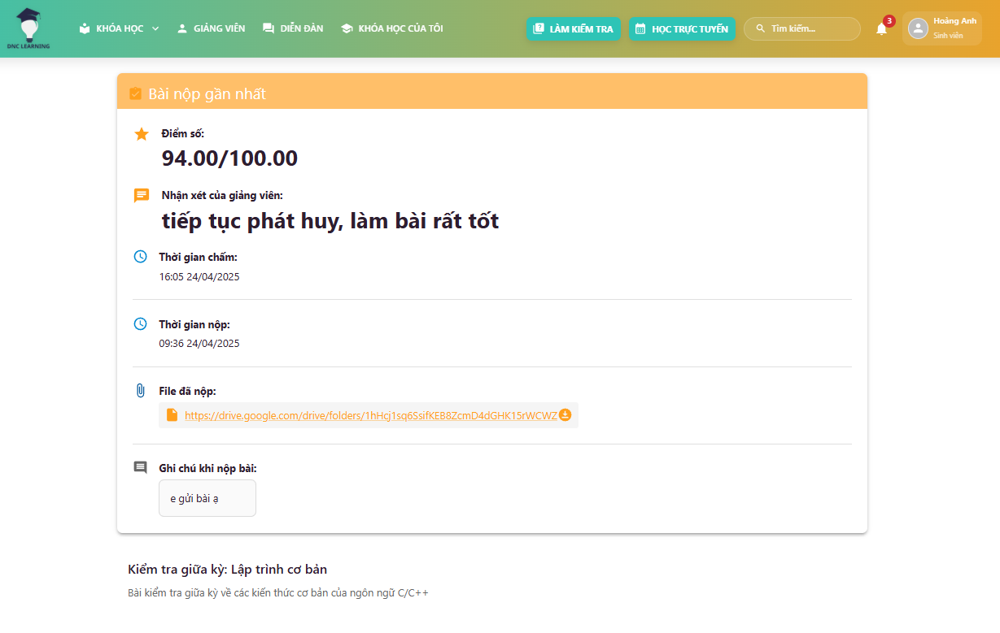 DNC LEARNING
KHÓA HỌC
GIẢNG VIÊN
DIỄN ĐÀN
KHÓA HỌC CỦA TÔI
LÀM KIỂM TRA
HỌC TRỰC TUYẾN
Tìm kiếm...
3
Hoảng Anh
Sinh viên
Bài nộp gần nhất
Điểm số:
94.00/100.00
Nhận xét của giảng viên:
tiếp tục phát huy, làm bài rất tốt
Thời gian chấm:
16:05 24/04/2025
Thời gian nộp:
09:36 24/04/2025
File đã nộp:
https://drive.google.com/drive/folders/1hHcj1sq6SsifKEB8ZcmD4dGHK15rWCWZ
Ghi chú khi nộp bài:
e gửi bài ạ
Kiểm tra giữa kỳ: Lập trình cơ bản
Bài kiểm tra giữa kỳ về các kiến thức cơ bản của ngôn ngữ C/C++